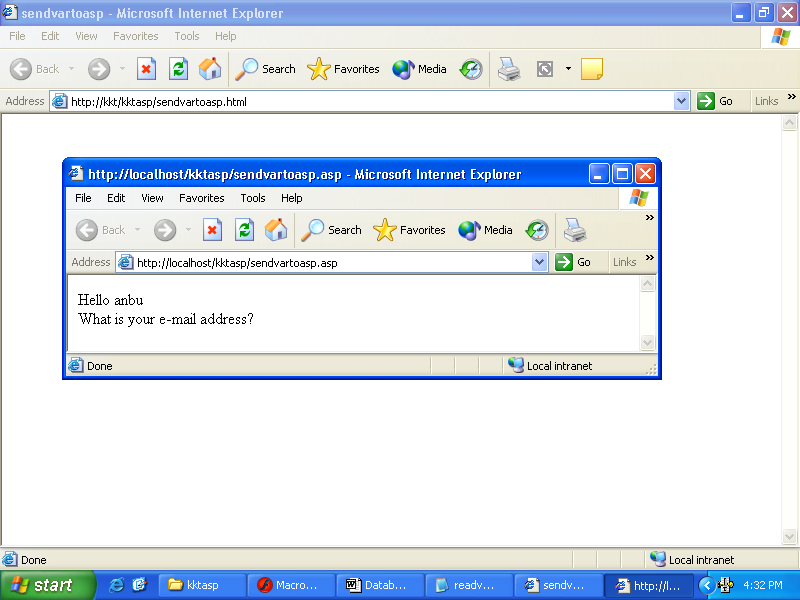 sendvartoasp - Microsoft Internet Explorer
File Edit View Favorites Tools Help
Back Search Favorites Media
Address http://kkt/kktasp/sendvartoasp.html Go Links »
http://localhost/kktasp/sendvartoasp.asp - Microsoft Internet Explorer
File Edit View Favorites Tools Help
Back Search Favorites Media »
Address http://localhost/kktasp/sendvartoasp.asp Go Links »
Hello anbu
What is your e-mail address?
Done Local intranet
Done Local intranet
start kktasp Macro... Datab... readv... sendv... http://l... 4:32 PM